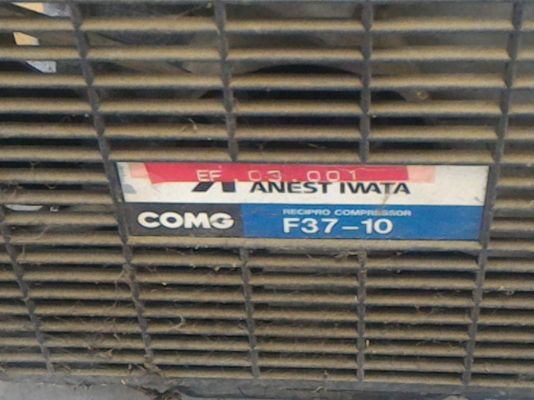 EF.03.001
ANEST IWATA
COMG
RECIPRO COMPRESSOR
F37-10